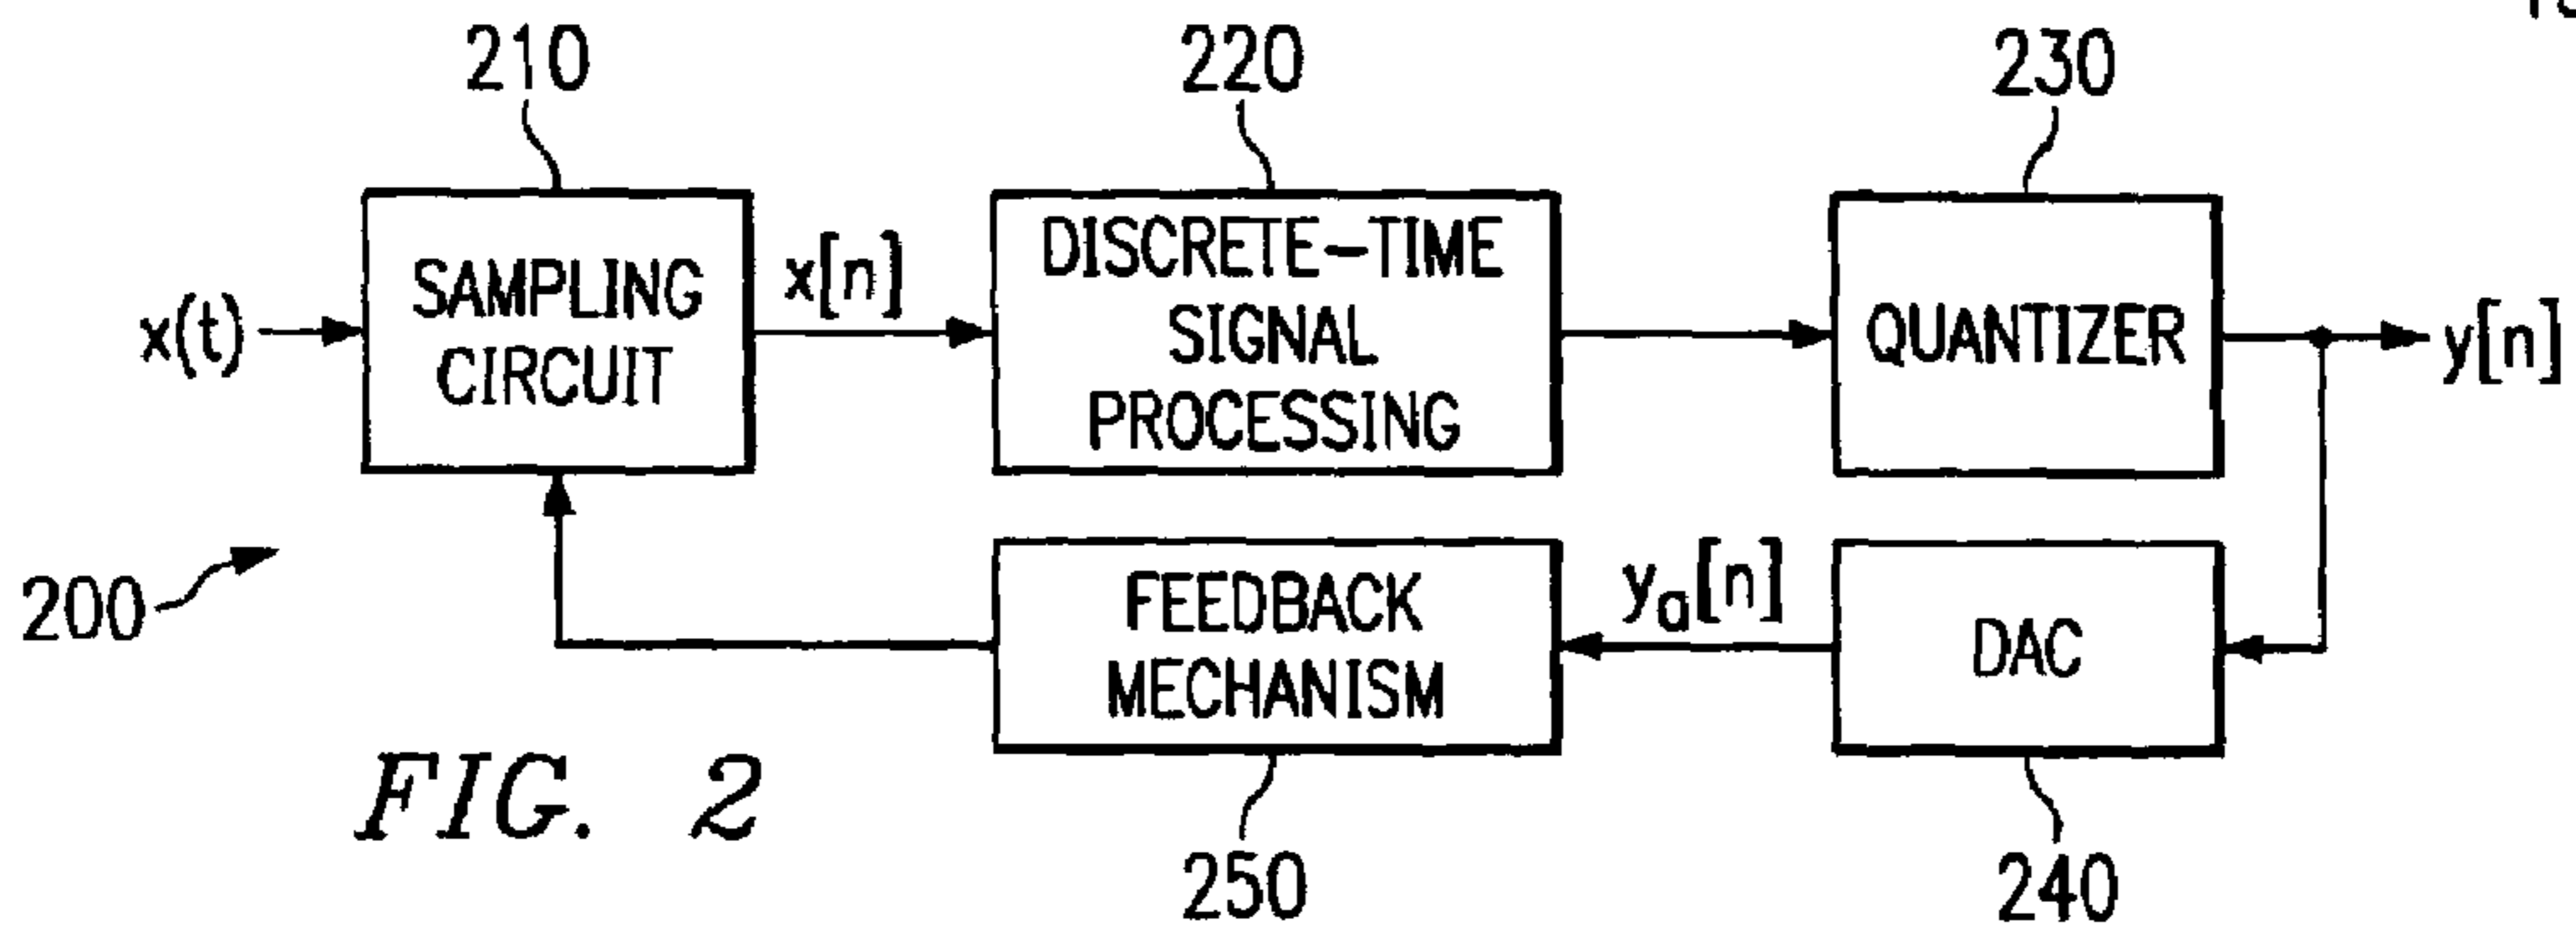 210
220
230
x(t)
SAMPLING
CIRCUIT
x[n]
DISCRETE-TIME
SIGNAL
PROCESSING
QUANTIZER
y[n]
200
FEEDBACK
MECHANISM
ya[n]
DAC
FIG. 2
250
240